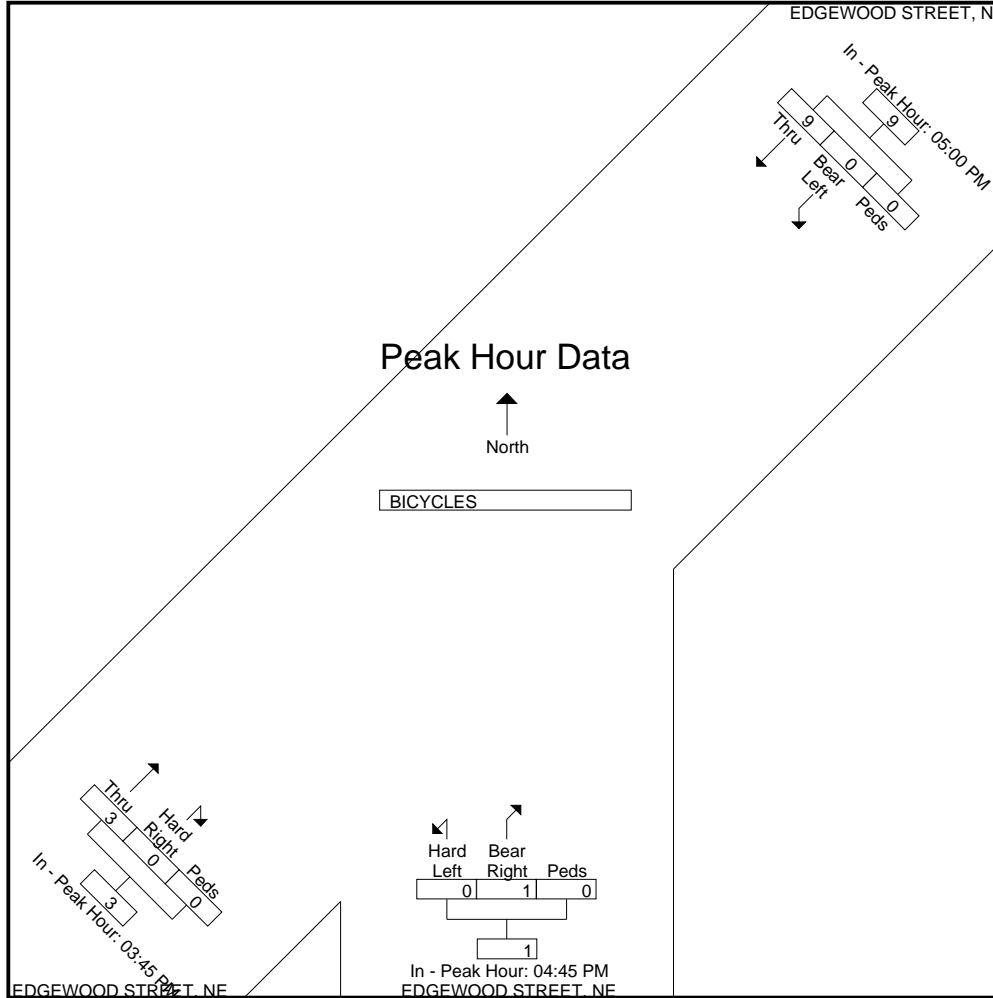 EDGEWOOD STREET, N
In - Peak Hour: 05:00 PM
9
9
0
0
Thru
Bear
Left
Peds
Peak Hour Data
North
BICYCLES
Thru
Hard
Right
Peds
3
0
0
3
In - Peak Hour: 03:45 PM
EDGEWOOD STREET, NE
Hard Bear
Left Right Peds
0 1 0
1
In - Peak Hour: 04:45 PM
EDGEWOOD STREET, NE